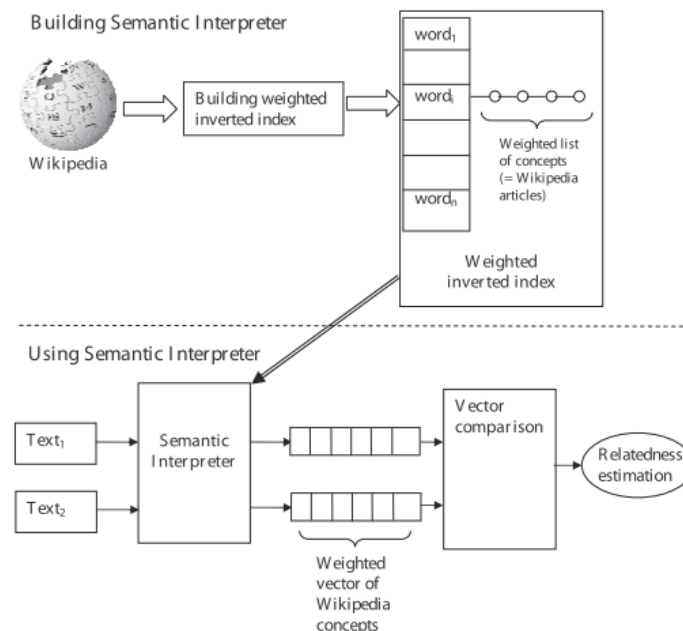 Building Semantic Interpreter
Wikipedia
Building weighted
inverted index
word₁
wordᵢ
wordₙ
Weighted list
of concepts
(= Wikipedia
articles)
Weighted
inverted index
Using Semantic Interpreter
Text₁
Text₂
Semantic
Interpreter
Weighted
vector of
Wikipedia
concepts
Vector
comparison
Relatedness
estimation